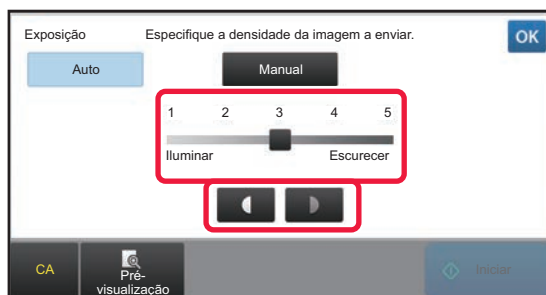 Exposição Especifique a densidade da imagem a enviar. OK
Auto Manual
1 2 3 4 5
Iluminar Escurecer
CA
Pré-
visualização
Iniciar